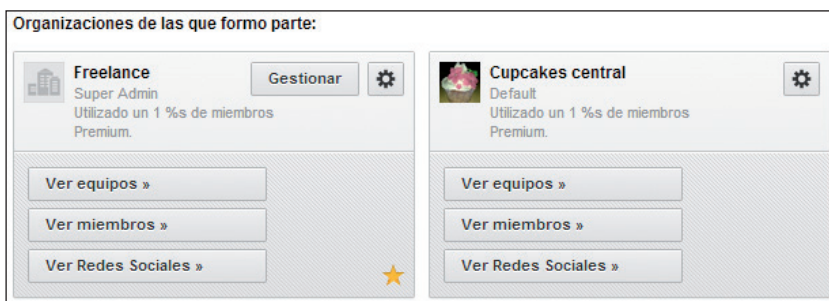 Organizaciones de las que formo parte:
Freelance
Gestionar
Super Admin
Utilizado un 1 %s de miembros
Premium.
Ver equipos »
Ver miembros »
Ver Redes Sociales »
Cupcakes central
Default
Utilizado un 1 %s de miembros
Premium.
Ver equipos »
Ver miembros »
Ver Redes Sociales »